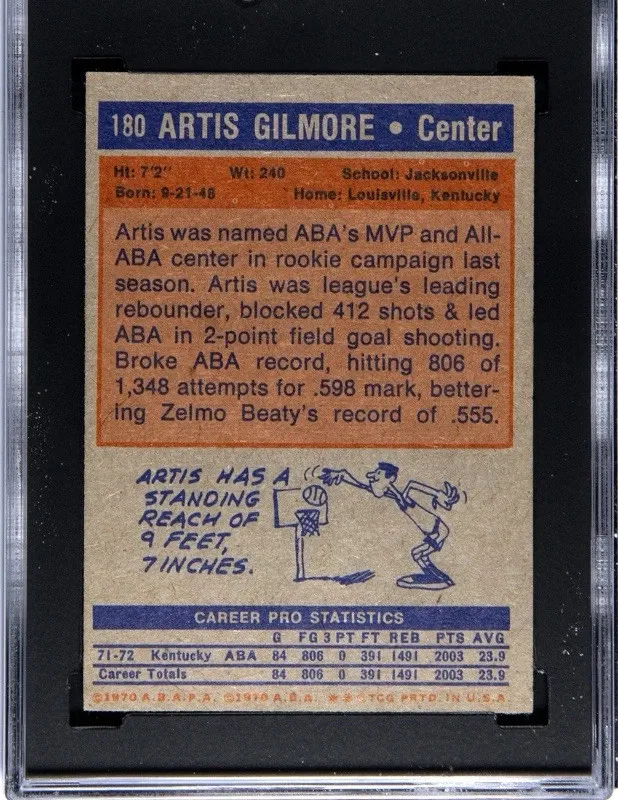 180 ARTIS GILMORE • Center
Ht: 7'2" Wt: 240 School: Jacksonville
Born: 9-21-48 Home: Louisville, Kentucky
Artis was named ABA's MVP and All-
ABA center in rookie campaign last
season. Artis was league's leading
rebounder, blocked 412 shots & led
ABA in 2-point field goal shooting.
Broke ABA record, hitting 806 of
1,348 attempts for .598 mark, better-
ing Zelmo Beaty's record of .555.
ARTIS HAS A
STANDING
REACH OF
9 FEET,
7 INCHES.
CAREER PRO STATISTICS
G FG 3 PT FT REB PTS AVG
71-72 Kentucky ABA 84 806 0 391 1491 2003 23.9
Career Totals 84 806 0 391 1491 2003 23.9
©1970 A.B.A.P.A. ©1970 A.B.A. TCG PRTD. IN U.S.A